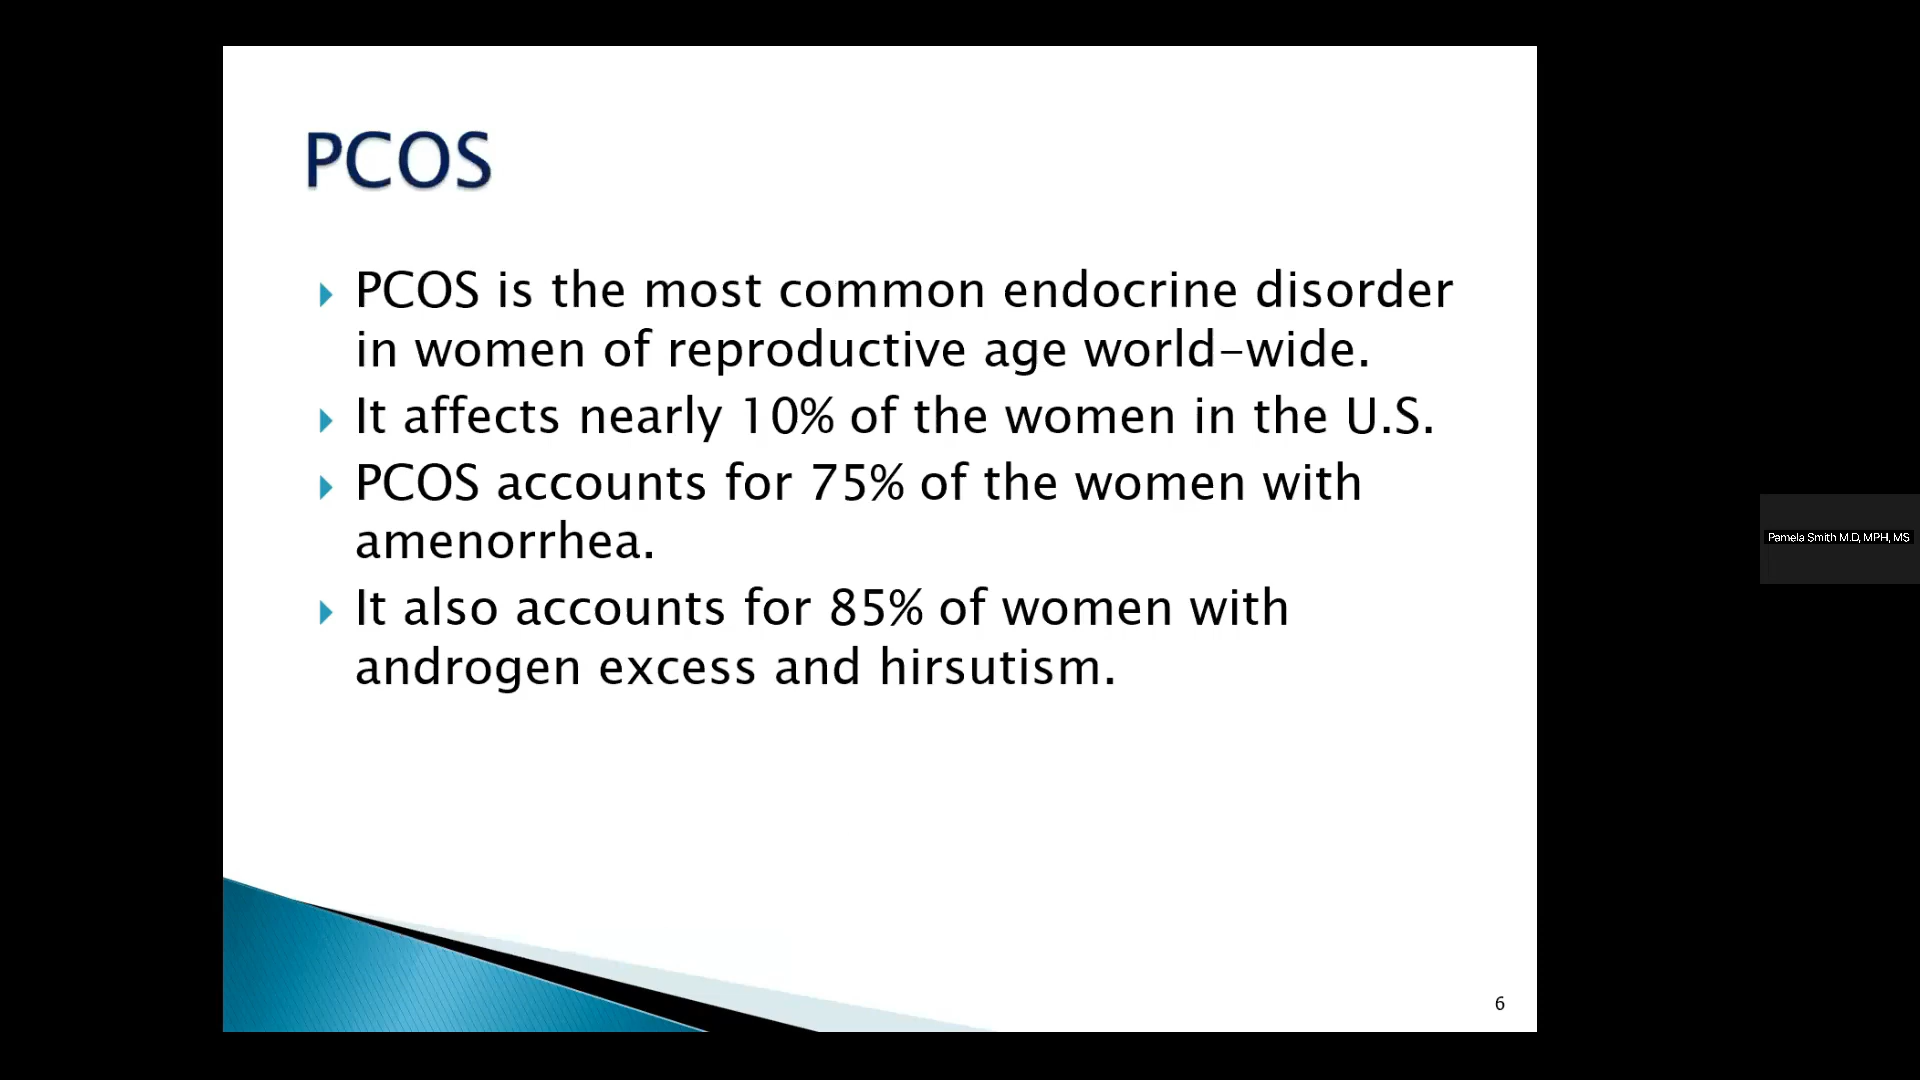 PCOS
PCOS is the most common endocrine disorder
in women of reproductive age world-wide.
It affects nearly 10% of the women in the U.S.
PCOS accounts for 75% of the women with
amenorrhea.
It also accounts for 85% of women with
androgen excess and hirsutism.
Pamela Smith M.D, MPH, MS
6